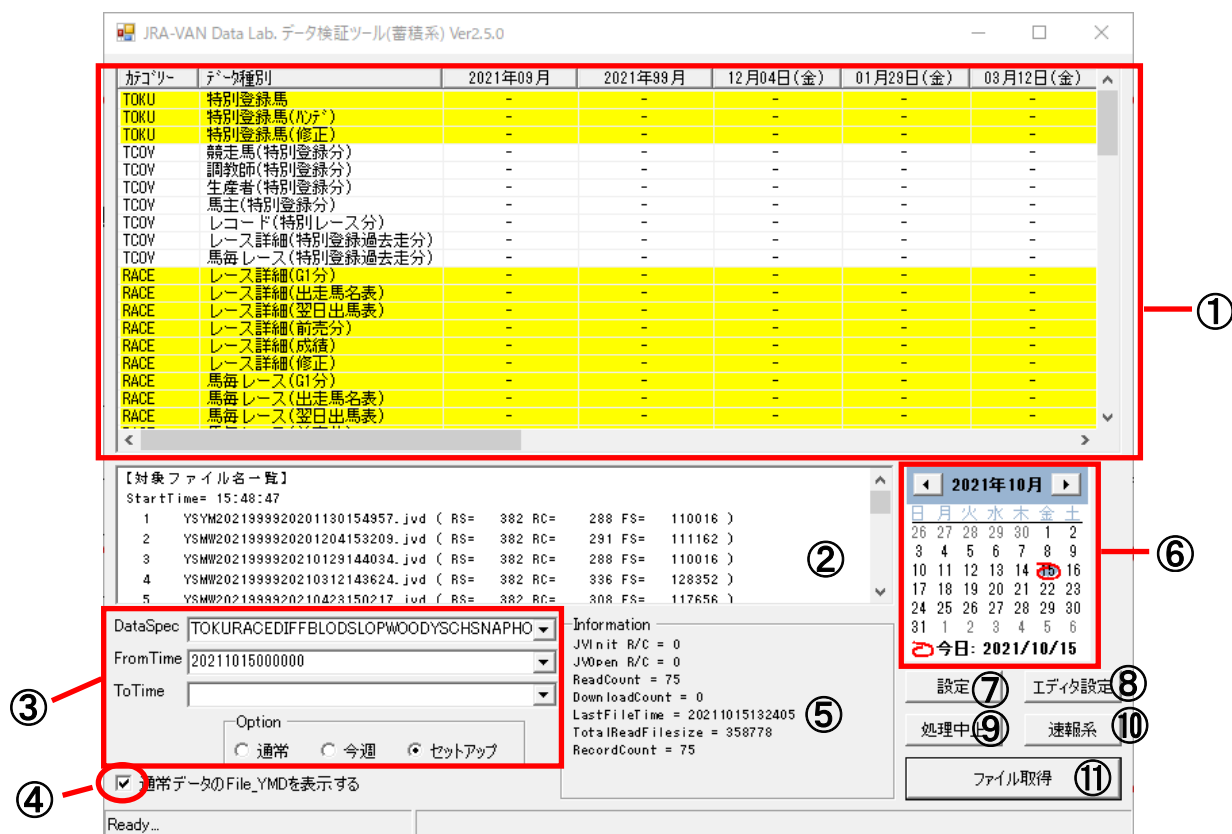 JRA-VAN Data Lab. データ検証ツール(蓄積系) Ver2.5.0
ｶﾃｺﾞﾘｰ ﾃﾞｰﾀ種別 2021年09月 2021年99月 12月04日(金) 01月29日(金) 03月12日(金)
TOKU 特別登録馬 - - - - -
TOKU 特別登録馬(ﾊﾝﾃﾞ) - - - - -
TOKU 特別登録馬(修正) - - - - -
TCOV 競走馬(特別登録分) - - - - -
TCOV 調教師(特別登録分) - - - - -
TCOV 生産者(特別登録分) - - - - -
TCOV 馬主(特別登録分) - - - - -
TCOV レコード(特別レース分) - - - - -
TCOV レース詳細(特別登録過去走分) - - - - -
TCOV 馬毎レース(特別登録過去走分) - - - - -
RACE レース詳細(G1分) - - - - -
RACE レース詳細(出走馬名表) - - - - -
RACE レース詳細(翌日出馬表) - - - - -
RACE レース詳細(前売分) - - - - -
RACE レース詳細(成績) - - - - -
RACE レース詳細(修正) - - - - -
RACE 馬毎レース(G1分) - - - - -
RACE 馬毎レース(出走馬名表) - - - - -
RACE 馬毎レース(翌日出馬表) - - - - -
①
【対象ファイル名一覧】
StartTime= 15:48:47
1 YSYM2021999920201130154957.jvd ( RS= 382 RC= 288 FS= 110016 )
2 YSMW2021999920201204153209.jvd ( RS= 382 RC= 291 FS= 111162 )
3 YSMW2021999920210129144034.jvd ( RS= 382 RC= 288 FS= 110016 )
4 YSMW2021999920210312143624.jvd ( RS= 382 RC= 336 FS= 128352 )
5 YSMW2021999920210423150217.jvd ( RS= 382 RC= 308 FS= 117656 )
②
2021年10月
日 月 火 水 木 金 土
26 27 28 29 30 1 2
3 4 5 6 7 8 9
10 11 12 13 14 15 16
17 18 19 20 21 22 23
24 25 26 27 28 29 30
31 1 2 3 4 5 6
今日: 2021/10/15
⑥
DataSpec TOKURACEDIFFBLODSLOPWOODYSCHSNAPHO
FromTime 20211015000000
ToTime
Option
通常 今週 セットアップ
③
④
通常データのFile_YMDを表示する
Information
JVInit R/C = 0
JVOpen R/C = 0
ReadCount = 75
DownloadCount = 0
LastFileTime = 20211015132405
TotalReadFilesize = 358778
RecordCount = 75
⑤
設定 ⑦ エディタ設定 ⑧
処理中止 ⑨ 速報系 ⑩
ファイル取得 ⑪
Ready...